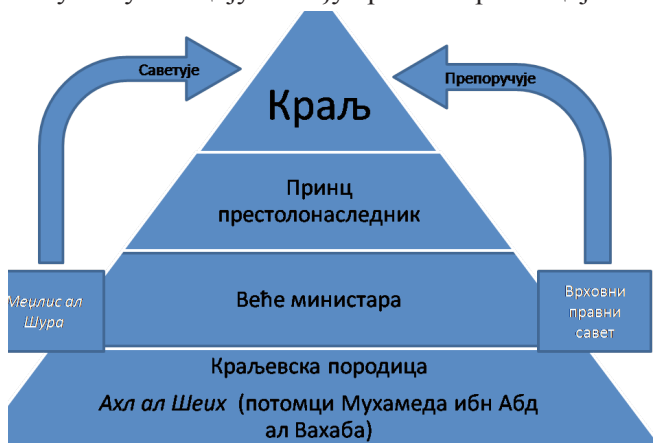 Саветује
Препоручује
Краљ
Принц
престолонаследник
Веће министара
Меџлис ал
Шура
Врховни
правни
савет
Краљевска породица
Ахл ал Шеих (потомци Мухамеда ибн Абд
ал Вахаба)